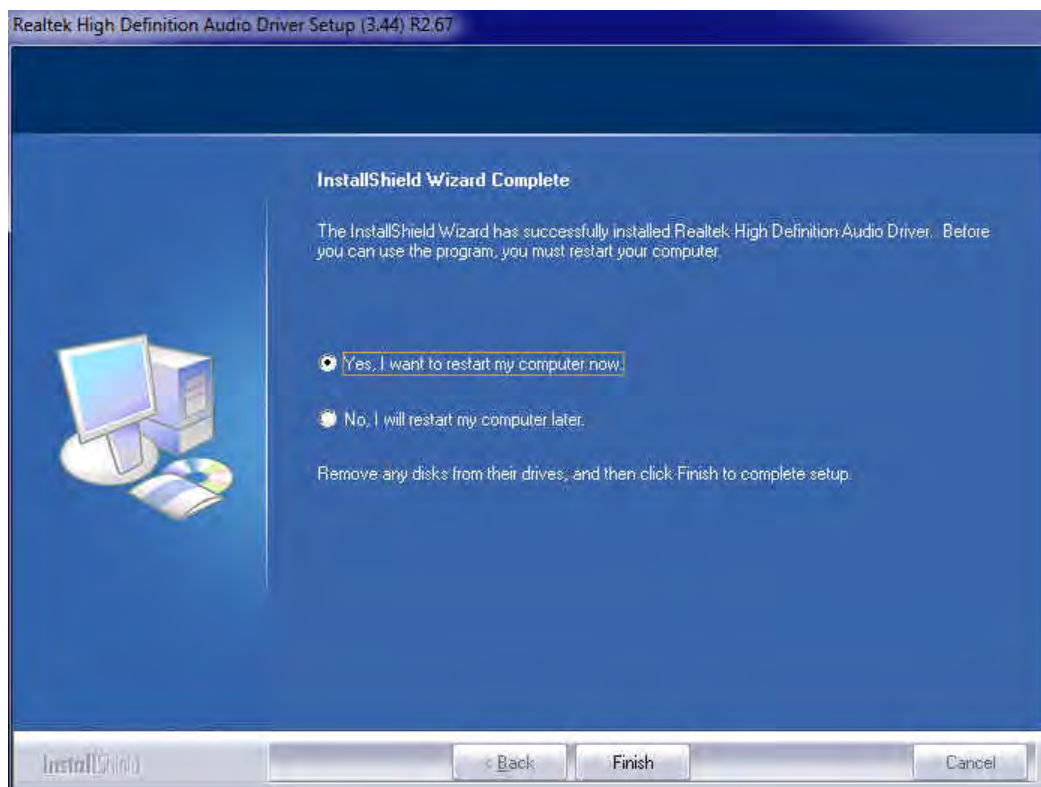 Realtek High Definition Audio Driver Setup (3.44) R2.67
InstallShield Wizard Complete
The InstallShield Wizard has successfully installed Realtek High Definition Audio Driver. Before
you can use the program, you must restart your computer.
Yes, I want to restart my computer now.
No, I will restart my computer later.
Remove any disks from their drives, and then click Finish to complete setup.
InstallShield
< Back
Finish
Cancel